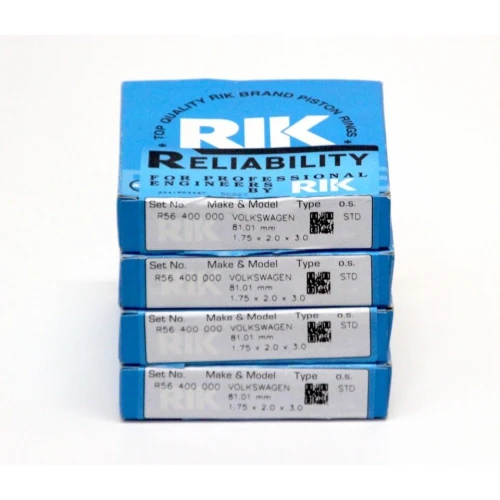 ★ TOP QUALITY RIK BRAND PISTON RINGS ★
RIK
RELIABILITY
FOR PROFESSIONAL
ENGINEERS BY RIK
Set No. Make & Model Type o.s.
R56 400 000 VOLKSWAGEN STD
81.01 mm
1.75 x 2.0 x 3.0
Set No. Make & Model Type o.s.
R56 400 000 VOLKSWAGEN STD
81.01 mm
1.75 x 2.0 x 3.0
RIK
Set No. Make & Model Type o.s.
R56 400 000 VOLKSWAGEN STD
81.01 mm
1.75 x 2.0 x 3.0
RIK
Set No. Make & Model Type o.s.
R56 400 000 VOLKSWAGEN STD
81.01 mm
1.75 x 2.0 x 3.0
RIK